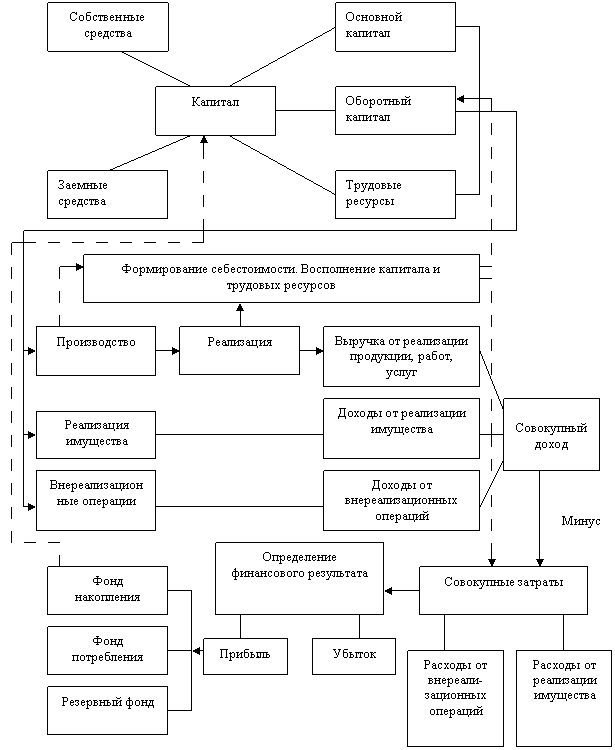 Собственные
средства
Основной
капитал
Капитал
Оборотный
капитал
Заемные
средства
Трудовые
ресурсы
Формирование себестоимости. Восполнение капитала и
трудовых ресурсов
Производство
Реализация
Выручка от реализации
продукции, работ,
услуг
Реализация
имущества
Доходы от реализации
имущества
Совокупный
доход
Внереализацион
ные операции
Доходы от
внереализационных
операций
Минус
Определение
финансового результата
Совокупные затраты
Фонд
накопления
Фонд
потребления
Прибыль
Убыток
Резервный фонд
Расходы от
внереали-
зационных
операций
Расходы от
реализации
имущества